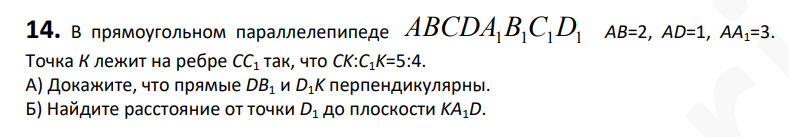 14. В прямоугольном параллелепипеде ABCDA₁B₁C₁D₁ AB=2, AD=1, AA₁=3.
Точка К лежит на ребре CC₁ так, что CK:C₁K=5:4.
А) Докажите, что прямые DB₁ и D₁K перпендикулярны.
Б) Найдите расстояние от точки D₁ до плоскости KA₁D.